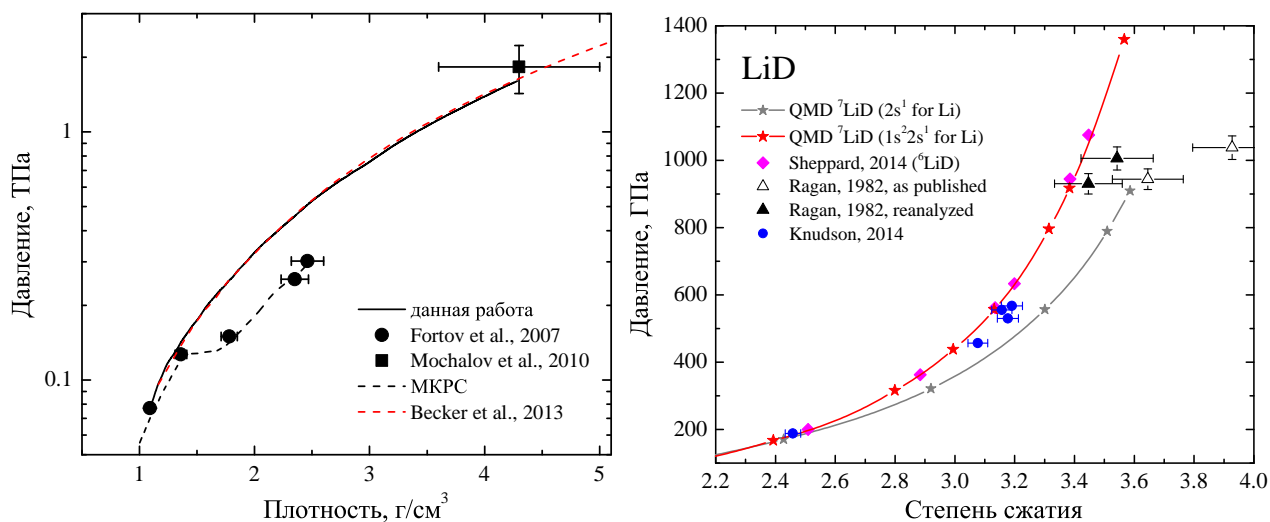 Давление, ТПа
1
0.1
данная работа
Fortov et al., 2007
Mochalov et al., 2010
МКРС
Becker et al., 2013
1 2 3 4 5
Плотность, г/см³
Давление, ГПа
1400
1200
1000
800
600
400
200
LiD
QMD ⁷LiD (2s¹ for Li)
QMD ⁷LiD (1s²2s¹ for Li)
Sheppard, 2014 (⁶LiD)
Ragan, 1982, as published
Ragan, 1982, reanalyzed
Knudson, 2014
2.2 2.4 2.6 2.8 3.0 3.2 3.4 3.6 3.8 4.0
Степень сжатия